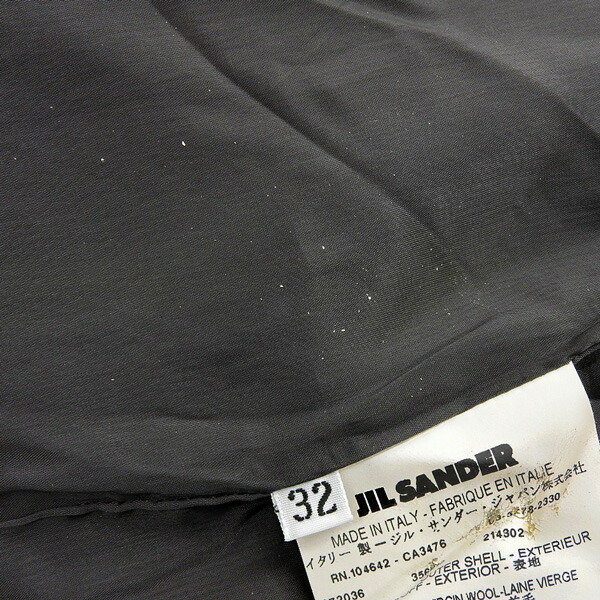 32
JIL SANDER
MADE IN ITALY - FABRIQUE EN ITALIE
イタリー製 ージル・サンダー・ジャパン株式会社
RN.104642 - CA3476 214302
OUTER SHELL - EXTERIEUR
- EXTERIOR - 表地
WOOL-LAINE VIERGE